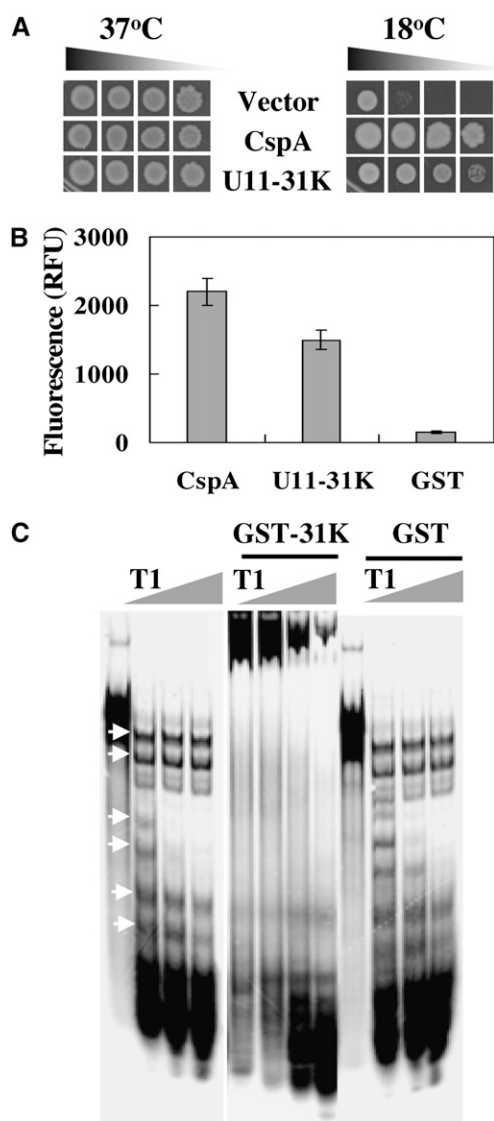 A
37°C
18°C
Vector
CspA
U11-31K
B
Fluorescence (RFU)
3000
2000
1000
0
CspA
U11-31K
GST
C
GST-31K
GST
T1
T1
T1